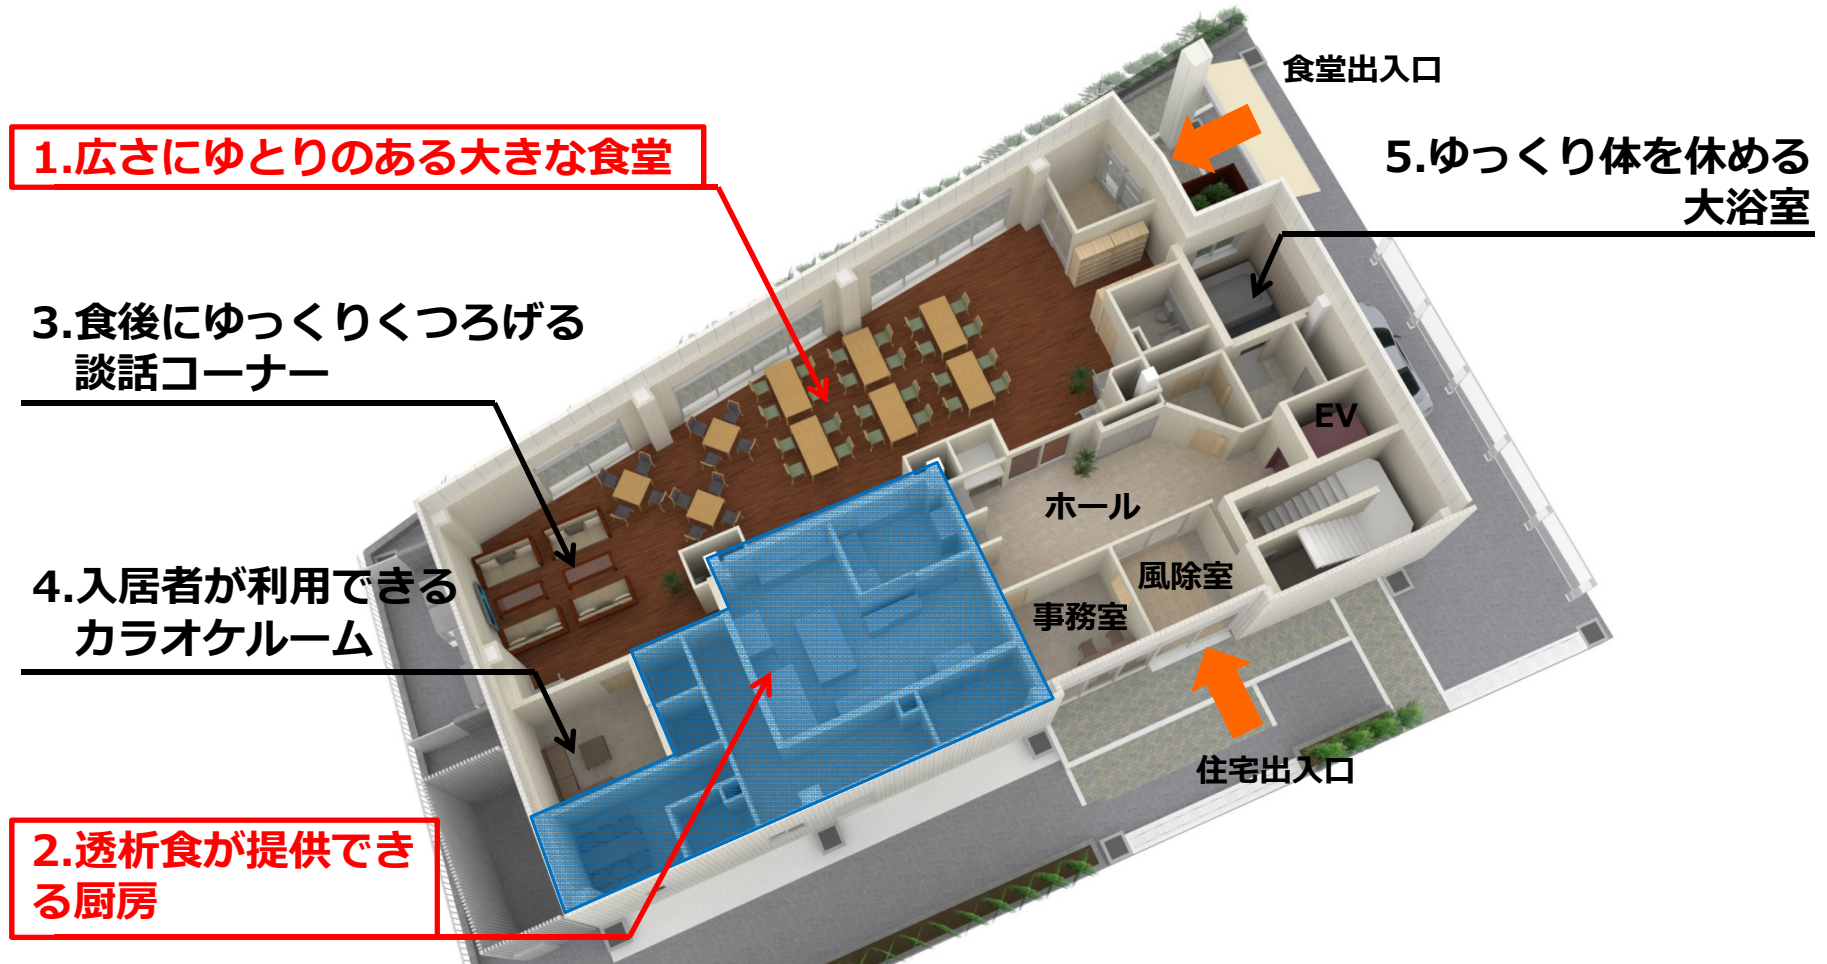 食堂出入口
1.広さにゆとりのある大きな食堂
5.ゆっくり体を休める
大浴室
3.食後にゆっくりくつろげる
談話コーナー
EV
ホール
4.入居者が利用できる
カラオケルーム
風除室
事務室
住宅出入口
2.透析食が提供でき
る厨房